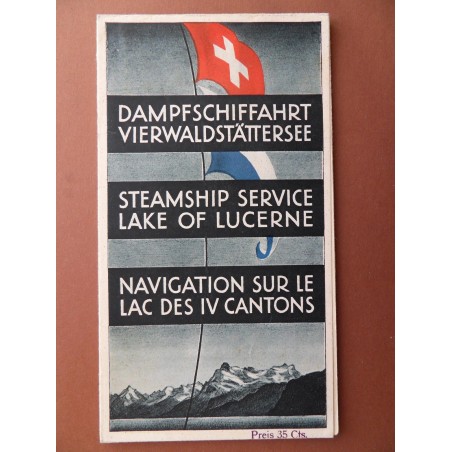 DAMPFSCHIFFAHRT
VIERWALDSTÄTTERSEE
STEAMSHIP SERVICE
LAKE OF LUCERNE
NAVIGATION SUR LE
LAC DES IV CANTONS
Preis 35 Cts.